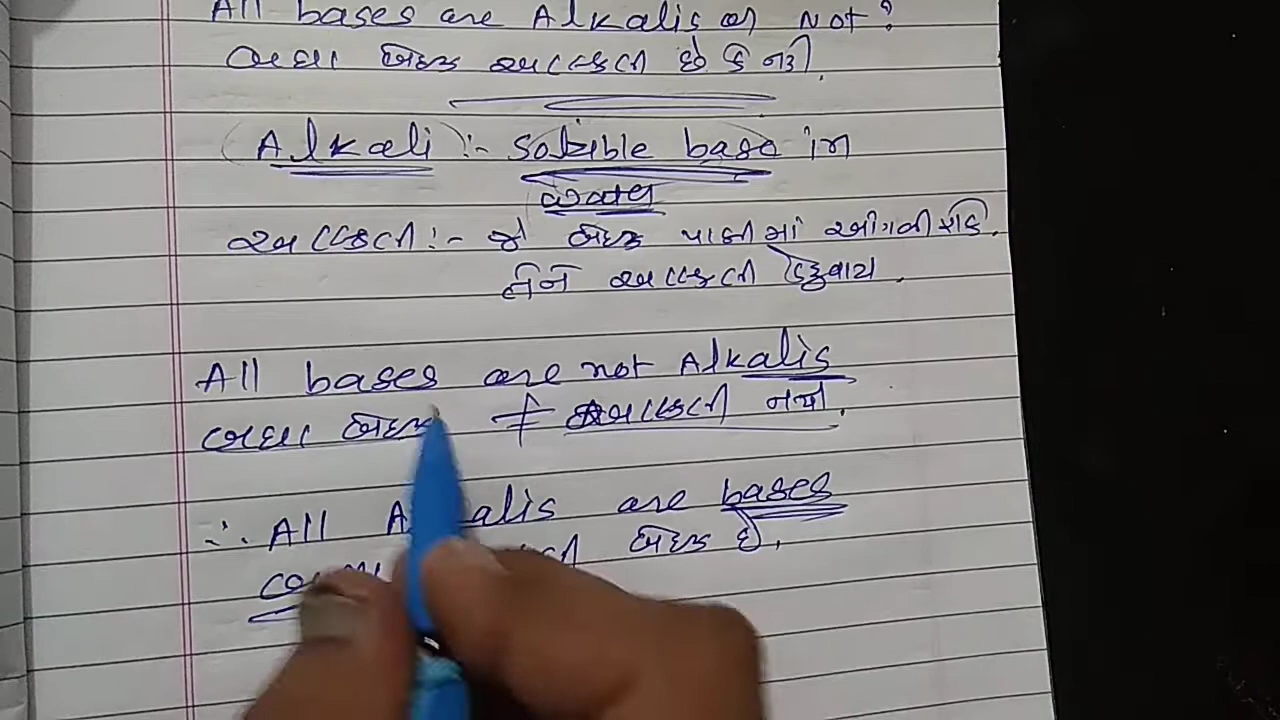 All bases are Alkalis or Not?
બધા બેઇઝ આલ્કલી છે કે નહી.
Alkali :- Soluble base in
water
આલ્કલી :- જે બેઇઝ પાણીમાં ઓગળી શકે.
તેને આલ્કલી કહેવાય.
All bases are not Alkalis
બધા બેઇઝ ≠ આલ્કલી નથી.
∴ All Alkalis are bases
બેઇઝ છે.